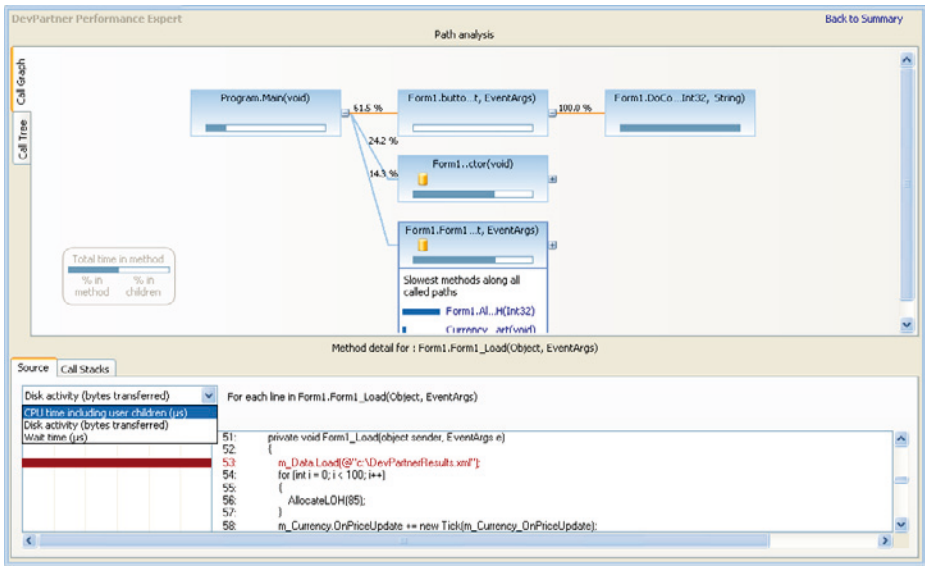 DevPartner Performance Expert
Back to Summary
Path analysis
Call Graph
Call Tree
Program.Main(void)
61.5 %
Form1.butto...t, EventArgs)
100.0 %
Form1.DoCo...Int32, String)
24.2 %
14.3 %
Form1..ctor(void)
Form1.Form1...t, EventArgs)
Slowest methods along all
called paths
Form1.Al...H(Int32)
Currency...art(void)
Total time in method
% in method
% in children
Method detail for : Form1.Form1_Load(Object, EventArgs)
Source
Call Stacks
Disk activity (bytes transferred)
For each line in Form1.Form1_Load(Object, EventArgs)
CPU time including user children (µs)
Disk activity (bytes transferred)
Wait time (µs)
51: private void Form1_Load(object sender, EventArgs e)
52: {
53: m_Data.Load(@"c:\DevPartnerResults.xml");
54: for (int i = 0; i < 100; i++)
55: {
56: AllocateLOH(85);
57: }
58: m_Currency.OnPriceUpdate += new Tick(m_Currency_OnPriceUpdate);